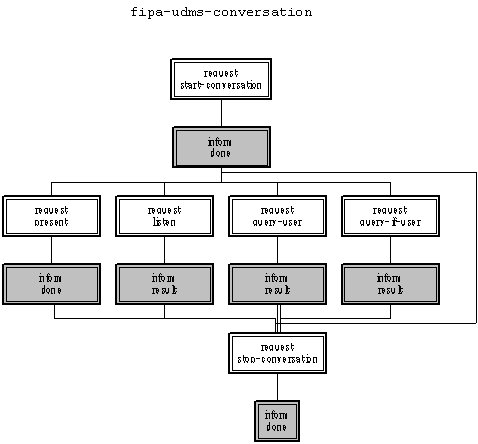 fipa-udms-conversation
request
start-conversation
inform
done
request
present
request
listen
request
query-user
request
query-if-user
inform
done
inform
result
inform
result
inform
result
request
stop-conversation
inform
done